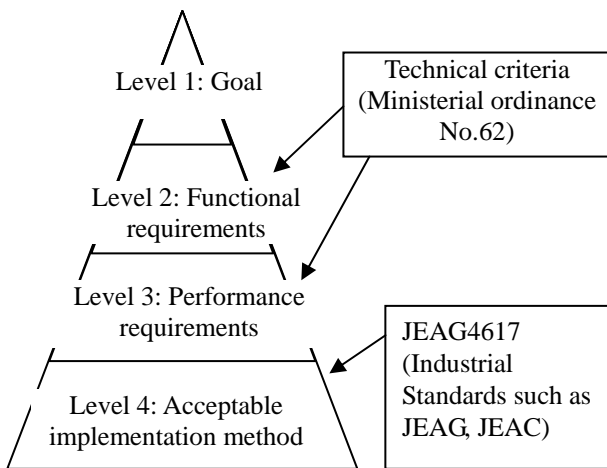 Level 1: Goal
Technical criteria
(Ministerial ordinance
No.62)
Level 2: Functional
requirements
Level 3: Performance
requirements
JEAG4617
(Industrial
Standards such as
JEAG, JEAC)
Level 4: Acceptable
implementation method